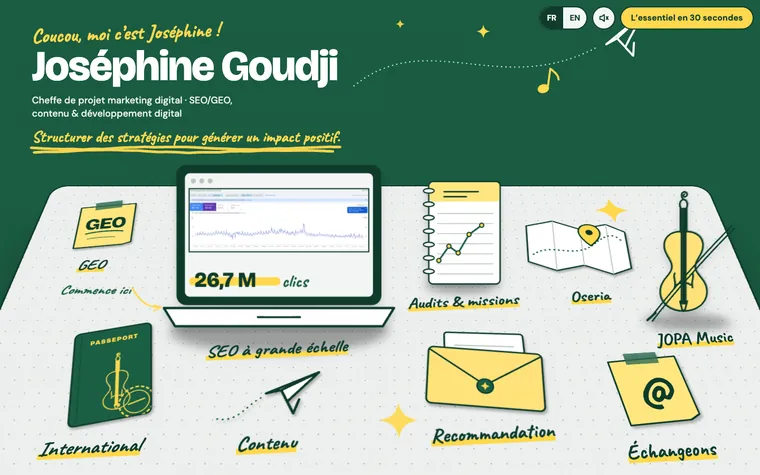 FR EN L'essentiel en 30 secondes
Coucou, moi c'est Joséphine !
Joséphine Goudji
Cheffe de projet marketing digital · SEO/GEO,
contenu & développement digital
Structurer des stratégies pour générer un impact positif.
GEO
GEO
Commence ici
26,7 M clics
SEO à grande échelle
Audits & missions
Oseria
JOPA Music
PASSEPORT
International
Contenu
Recommandation
@
Échangeons